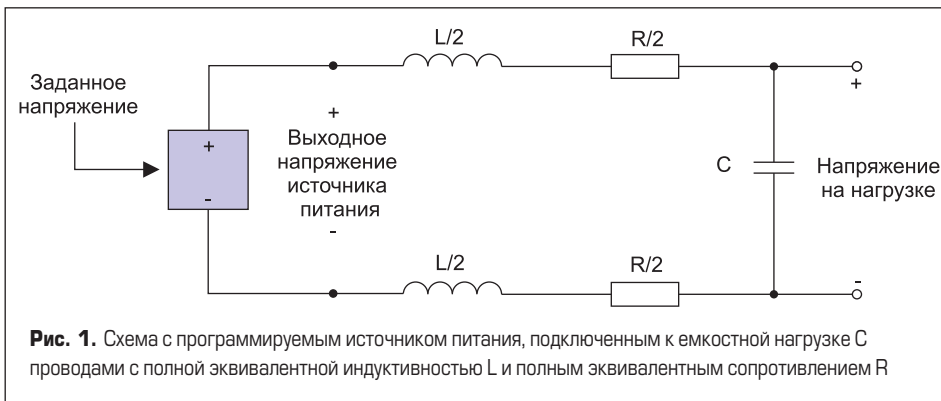 L/2
R/2
Заданное
напряжение
+
-
+
Выходное
напряжение
источника
питания
-
C
+
Напряжение
на нагрузке
-
L/2
R/2
Рис. 1. Схема с программируемым источником питания, подключенным к емкостной нагрузке C
проводами с полной эквивалентной индуктивностью L и полным эквивалентным сопротивлением R